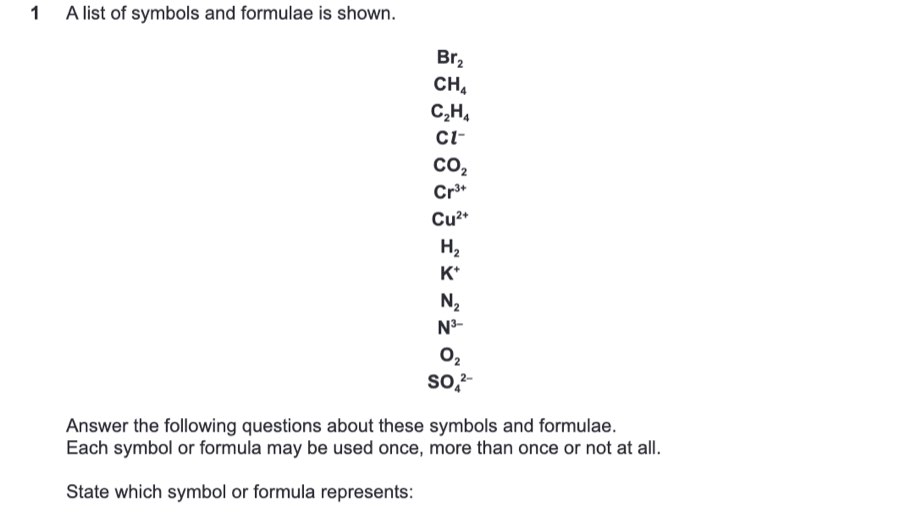 1 A list of symbols and formulae is shown.
Br₂
CH₄
C₂H₄
Cl⁻
CO₂
Cr³⁺
Cu²⁺
H₂
K⁺
N₂
N³⁻
O₂
SO₄²⁻
Answer the following questions about these symbols and formulae.
Each symbol or formula may be used once, more than once or not at all.
State which symbol or formula represents: